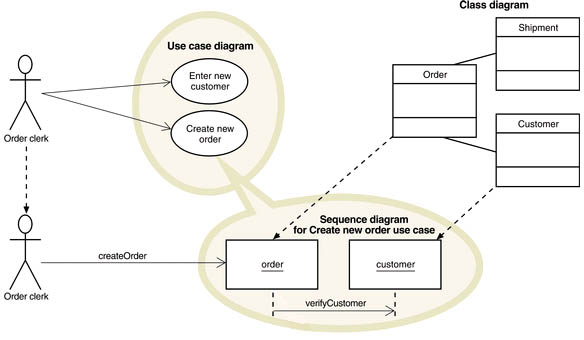 Class diagram
Shipment
Use case diagram
Enter new
customer
Order
Create new
order
Customer
Order clerk
Sequence diagram
for Create new order use case
createOrder
order
customer
Order clerk
verifyCustomer